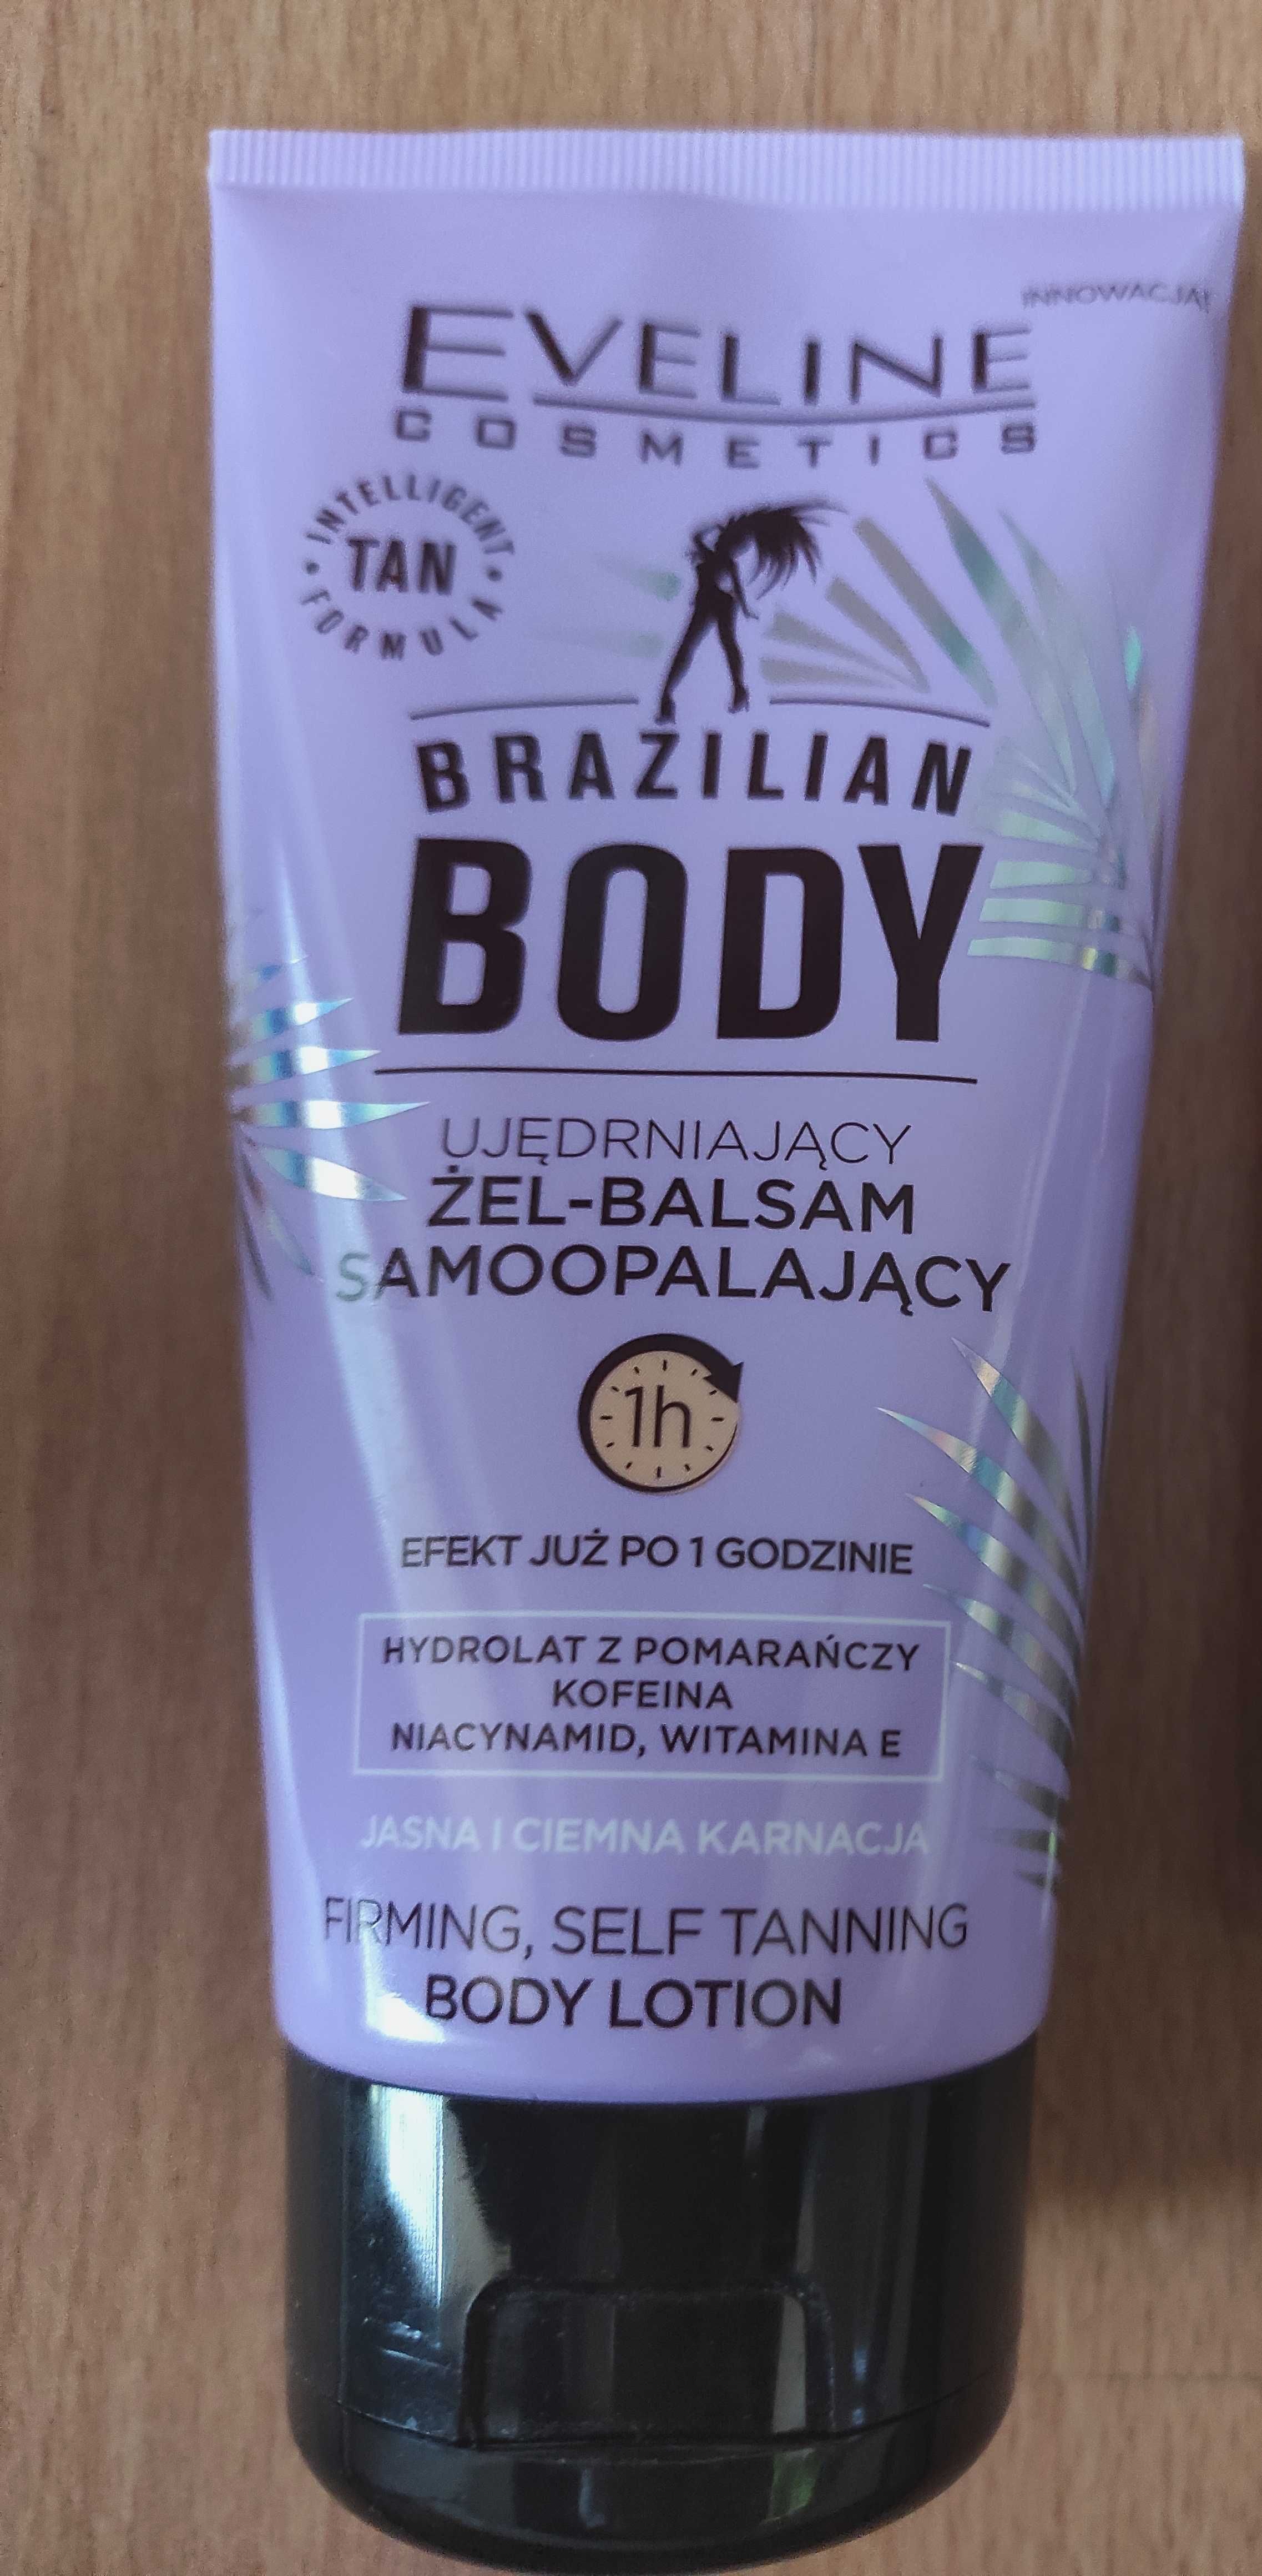 INNOWACJA!
EVELINE
COSMETICS
INTELLIGENT
TAN
FORMULA
BRAZILIAN
BODY
UJĘDRNIAJĄCY
ŻEL-BALSAM
SAMOOPALAJĄCY
1h
EFEKT JUŻ PO 1 GODZINIE
HYDROLAT Z POMARAŃCZY
KOFEINA
NIACYNAMID, WITAMINA E
JASNA I CIEMNA KARNACJA
FIRMING, SELF TANNING
BODY LOTION